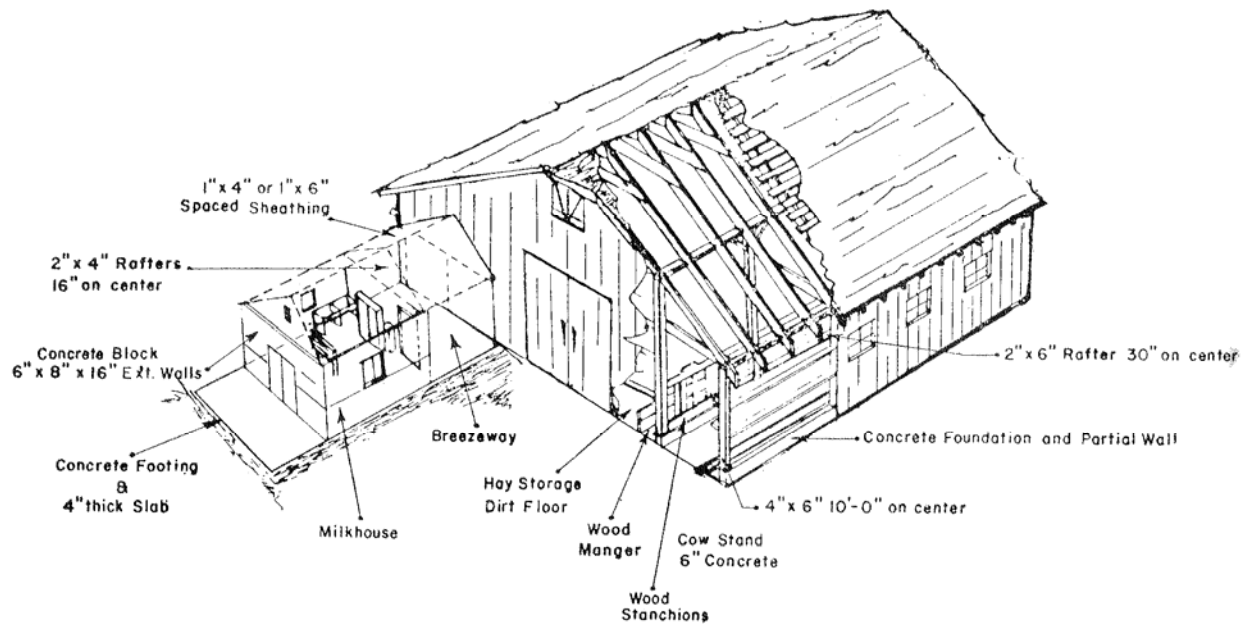 1" x 4" or 1" x 6"
Spaced Sheathing
2" x 4" Rafters
16" on center
Concrete Block
6" x 8" x 16" Ext. Walls
Concrete Footing
&
4" thick Slab
Milkhouse
Breezeway
Hay Storage
Dirt Floor
Wood
Manger
Cow Stand
6" Concrete
Wood
Stanchions
2" x 6" Rafter 30" on center
Concrete Foundation and Partial Wall
4" x 6" 10'-0" on center